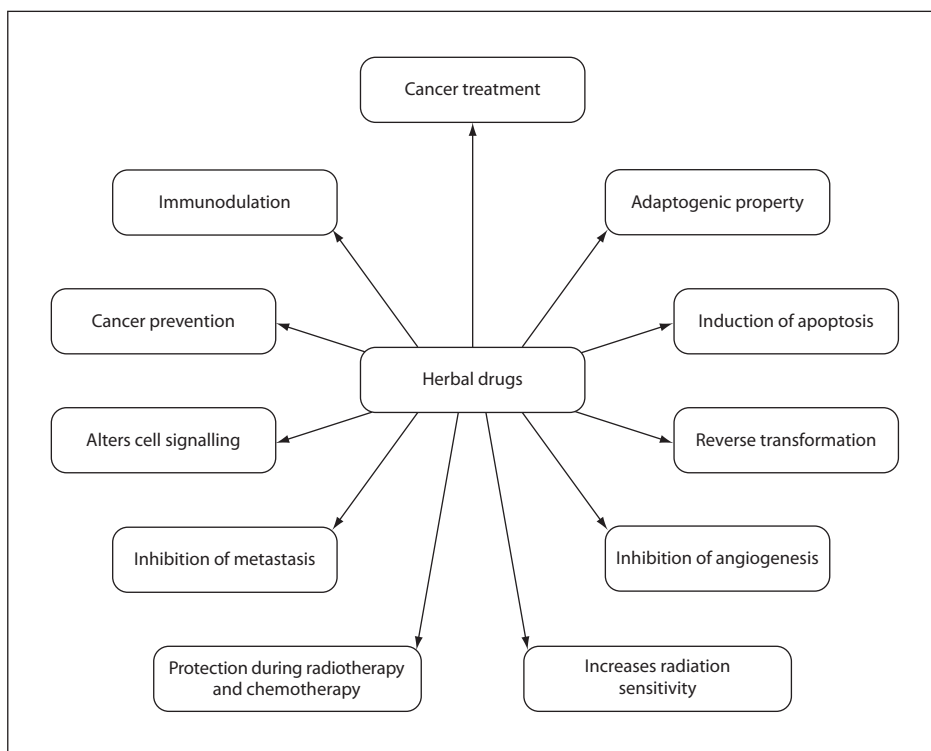 Cancer treatment
Immunodulation
Adaptogenic property
Cancer prevention
Induction of apoptosis
Herbal drugs
Alters cell signalling
Reverse transformation
Inhibition of metastasis
Inhibition of angiogenesis
Protection during radiotherapy
and chemotherapy
Increases radiation
sensitivity